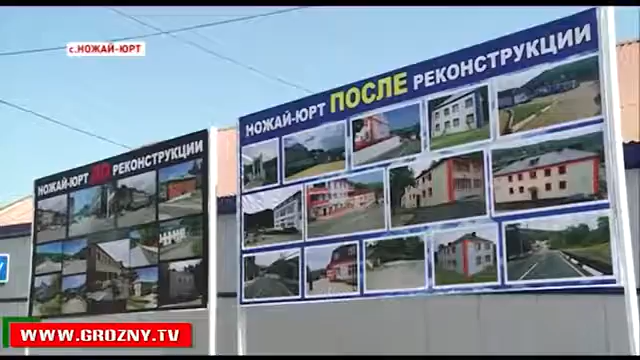 с.НОЖАЙ-ЮРТ
НОЖАЙ-ЮРТ ДО РЕКОНСТРУКЦИИ
НОЖАЙ-ЮРТ ПОСЛЕ РЕКОНСТРУКЦИИ
WWW.GROZNY.TV